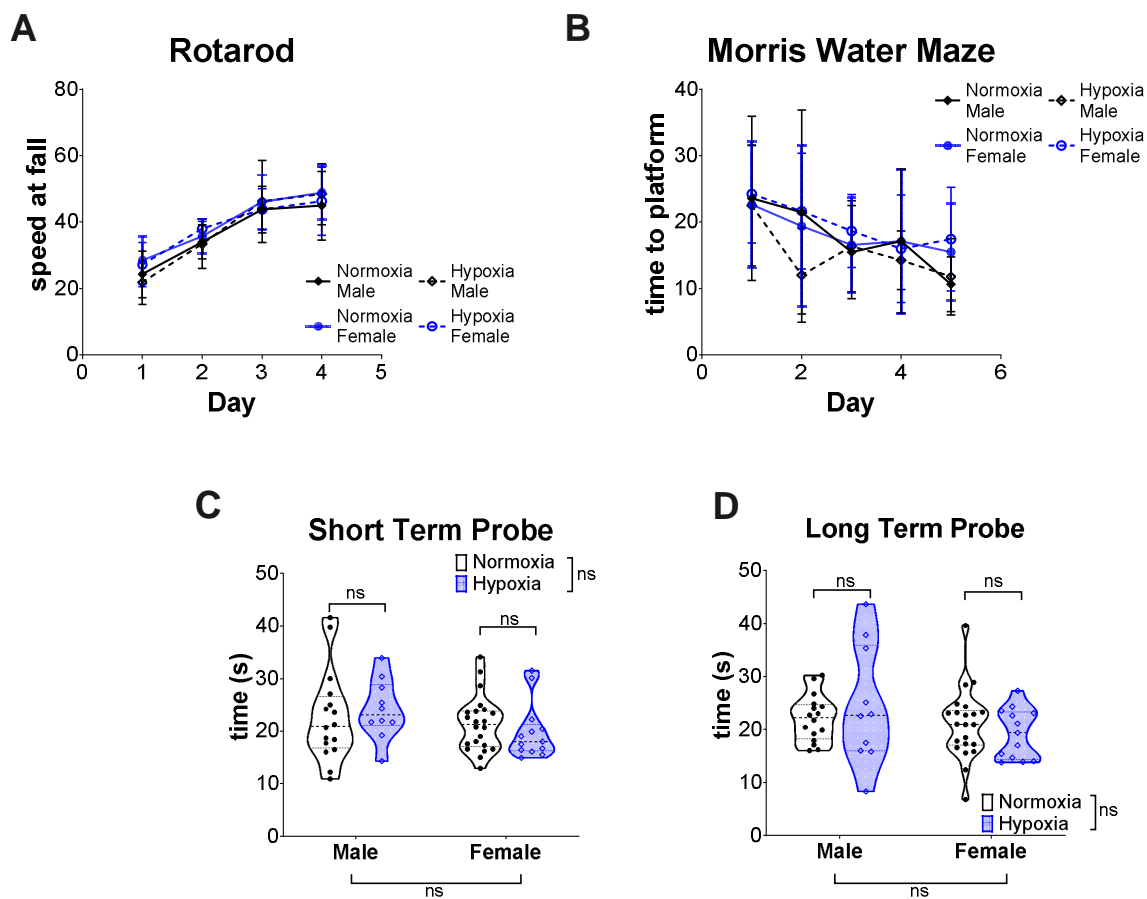 A
Rotarod
speed at fall
80
60
40
20
0
0 1 2 3 4 5
Day
Normoxia Male
Hypoxia Male
Normoxia Female
Hypoxia Female
B
Morris Water Maze
time to platform
40
30
20
10
0
0 2 4 6
Day
Normoxia Male
Hypoxia Male
Normoxia Female
Hypoxia Female
C
Short Term Probe
Normoxia
Hypoxia
ns
time (s)
50
40
30
20
10
0
ns
ns
Male Female
ns
D
Long Term Probe
time (s)
50
40
30
20
10
0
ns
ns
Normoxia
Hypoxia
ns
Male Female
ns